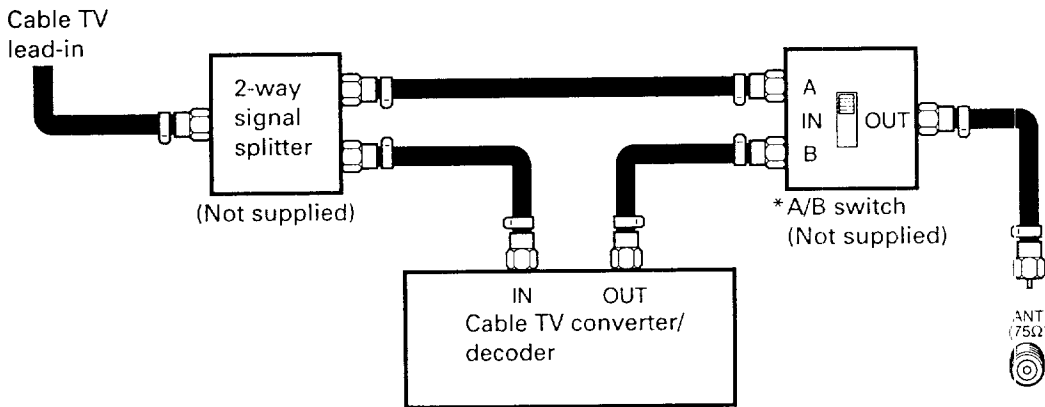 Cable TV
lead-in
2-way
signal
splitter
(Not supplied)
A
IN
B
OUT
*A/B switch
(Not supplied)
IN
OUT
Cable TV converter/
decoder
ANT
(75Ω